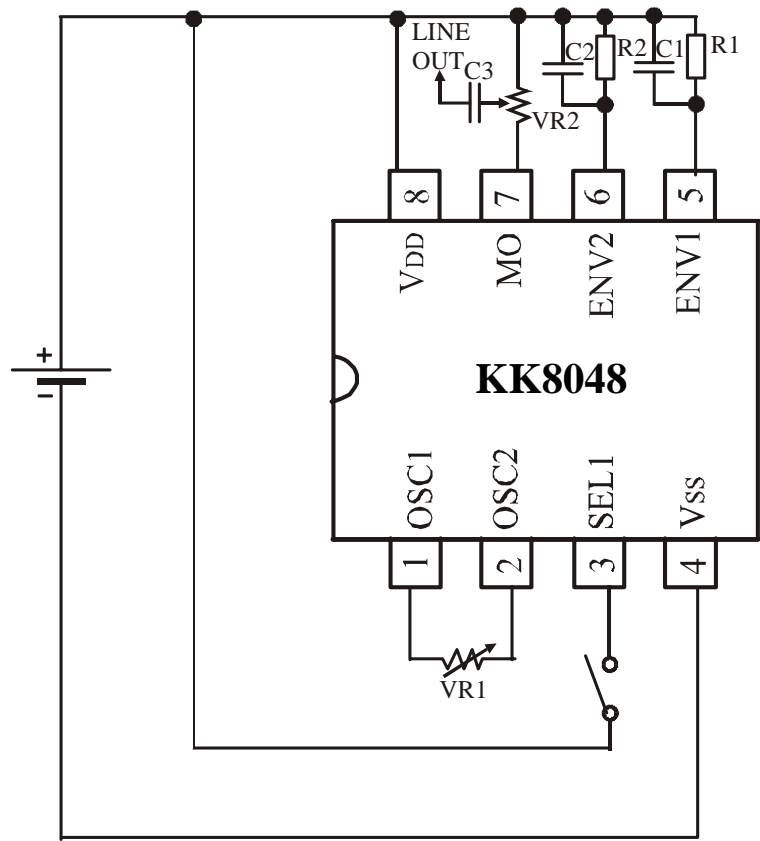 LINE
OUT
C3
VR2
C2
R2
C1
R1
8
7
6
5
VDD
MO
ENV2
ENV1
+
−
KK8048
OSC1
OSC2
SEL1
VSS
1
2
3
4
VR1